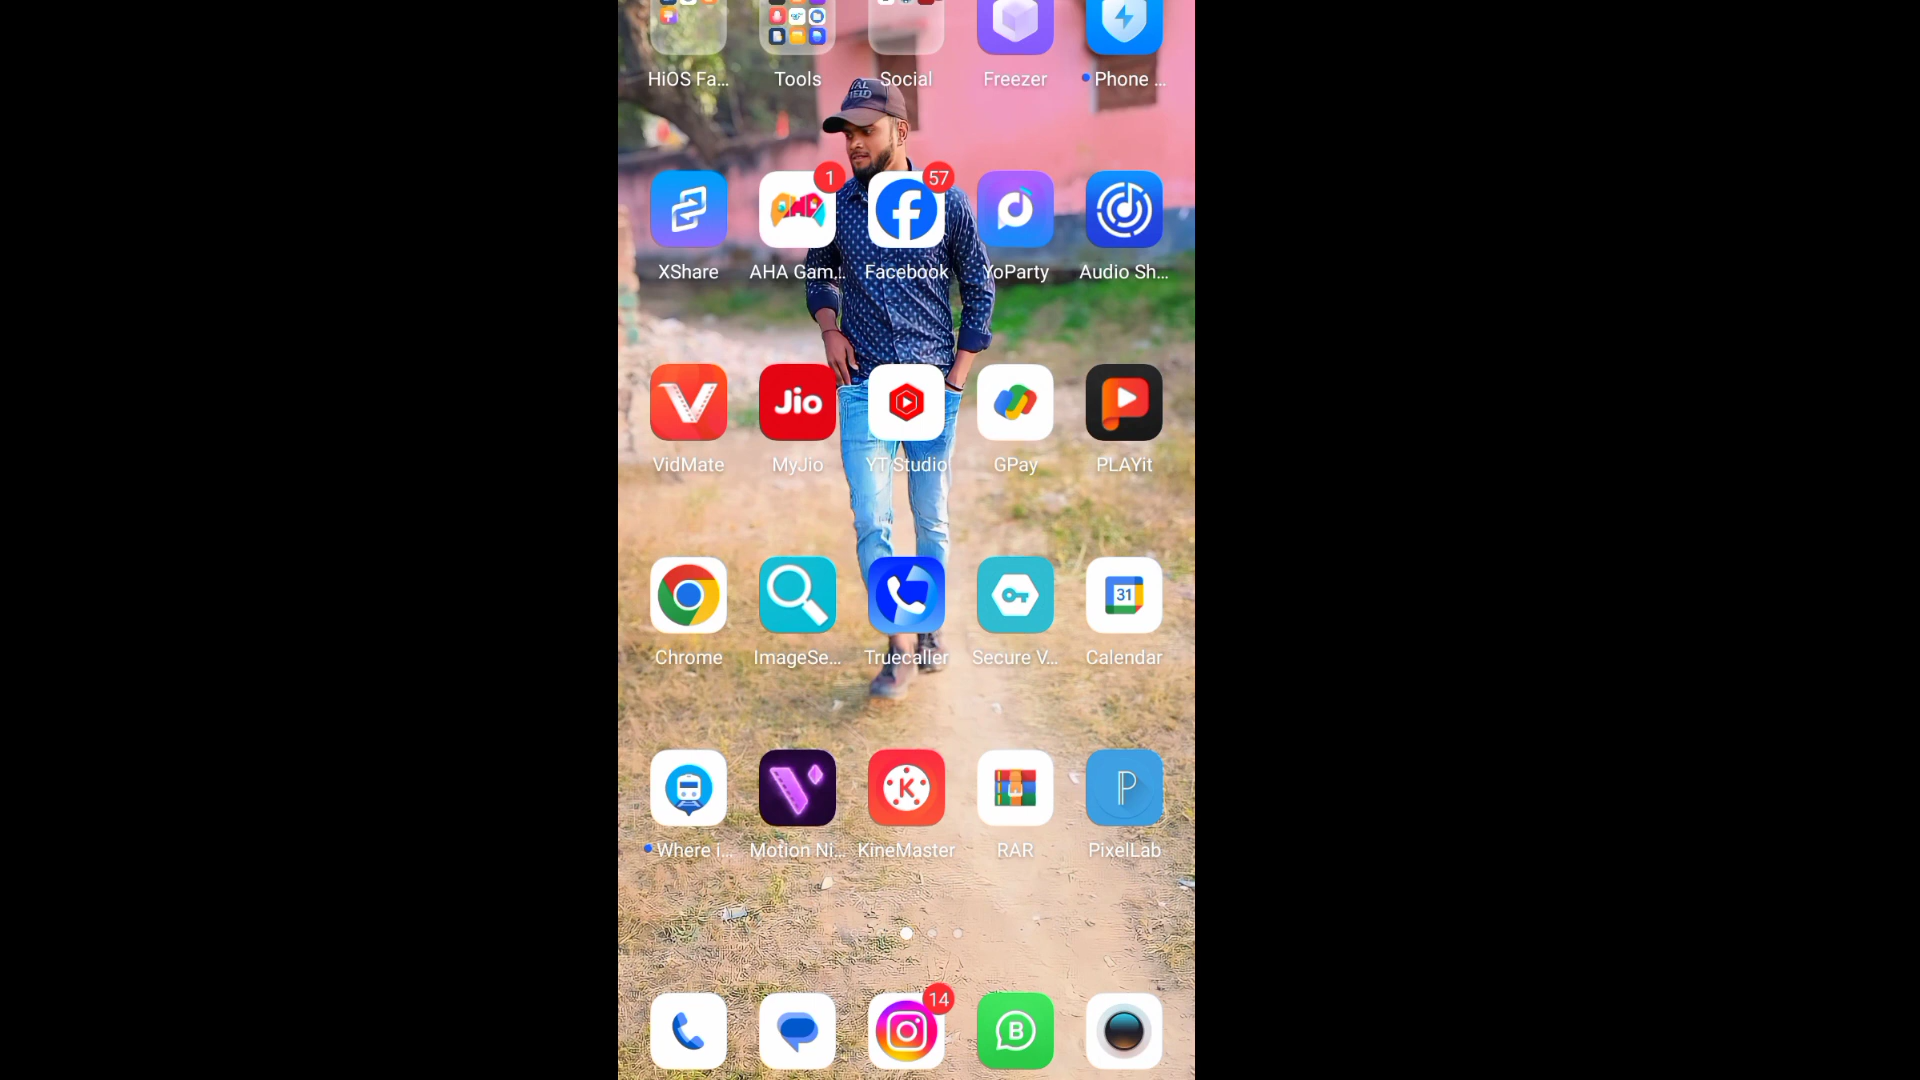 HiOS Fa... Tools Social Freezer Phone ...
1 57
XShare AHA Gam... Facebook YoParty Audio Sh...
Jio
VidMate MyJio YT Studio GPay PLAYit
31
Chrome ImageSe... Truecaller Secure V... Calendar
K P
Where i... Motion Ni... KineMaster RAR PixelLab
14
B